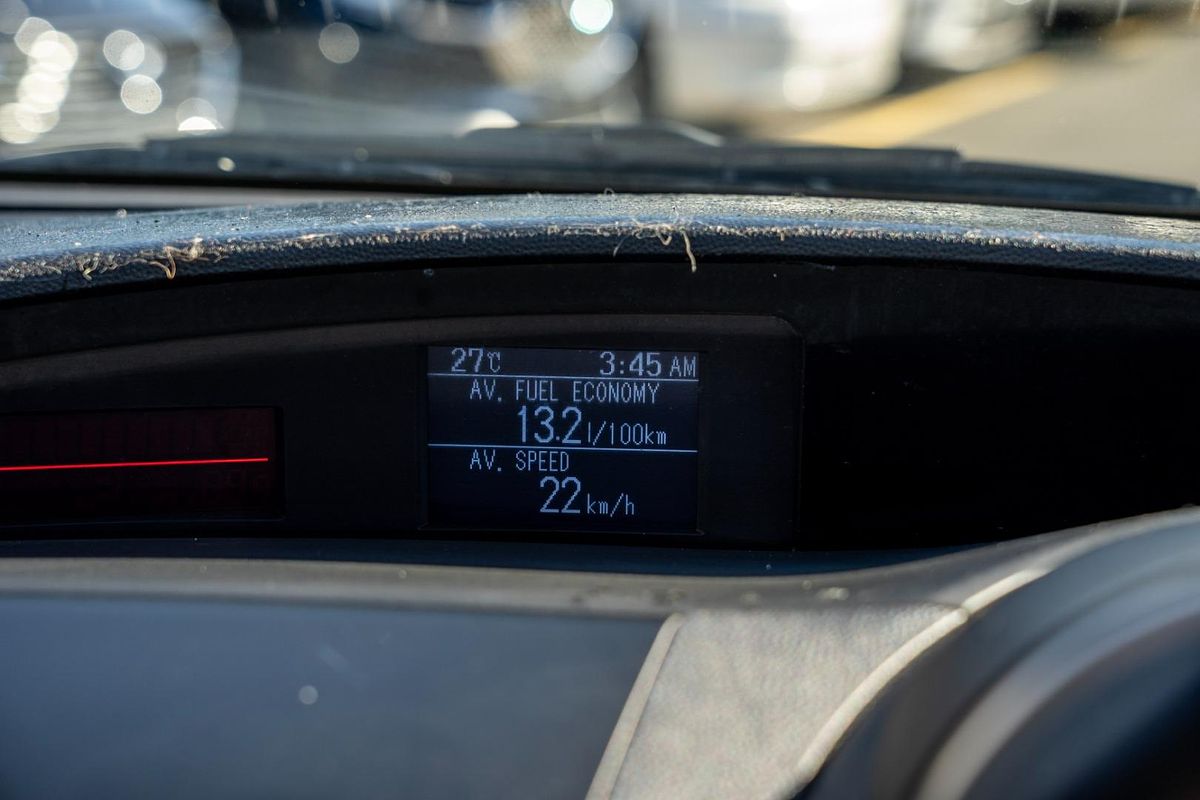 27℃ 3:45 AM
AV. FUEL ECONOMY
13.2 l/100km
AV. SPEED
22 km/h